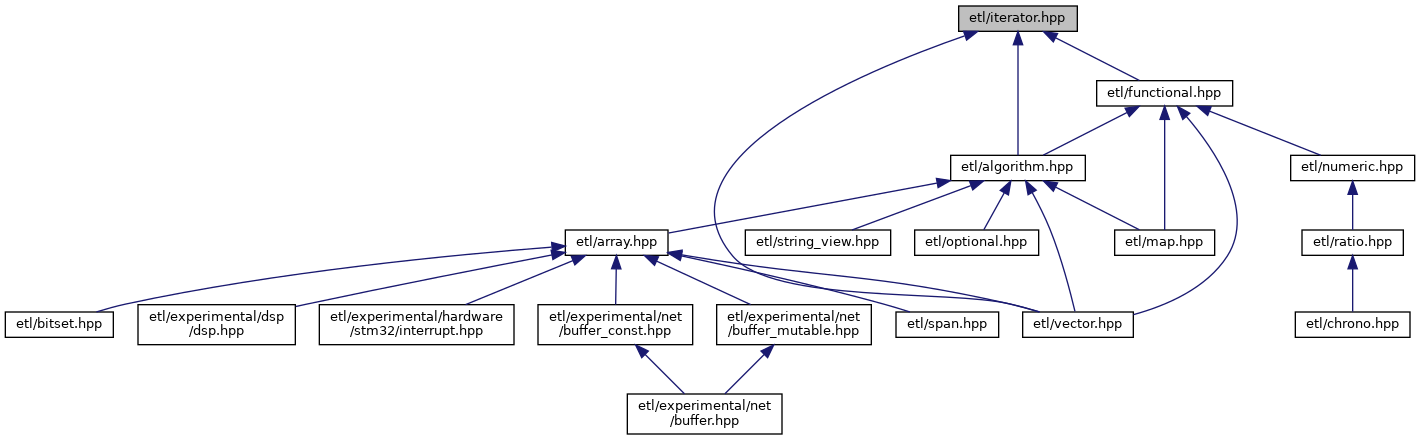 etl/iterator.hpp
etl/functional.hpp
etl/algorithm.hpp
etl/numeric.hpp
etl/array.hpp
etl/string_view.hpp
etl/optional.hpp
etl/map.hpp
etl/ratio.hpp
etl/bitset.hpp
etl/experimental/dsp
/dsp.hpp
etl/experimental/hardware
/stm32/interrupt.hpp
etl/experimental/net
/buffer_const.hpp
etl/experimental/net
/buffer_mutable.hpp
etl/span.hpp
etl/vector.hpp
etl/chrono.hpp
etl/experimental/net
/buffer.hpp